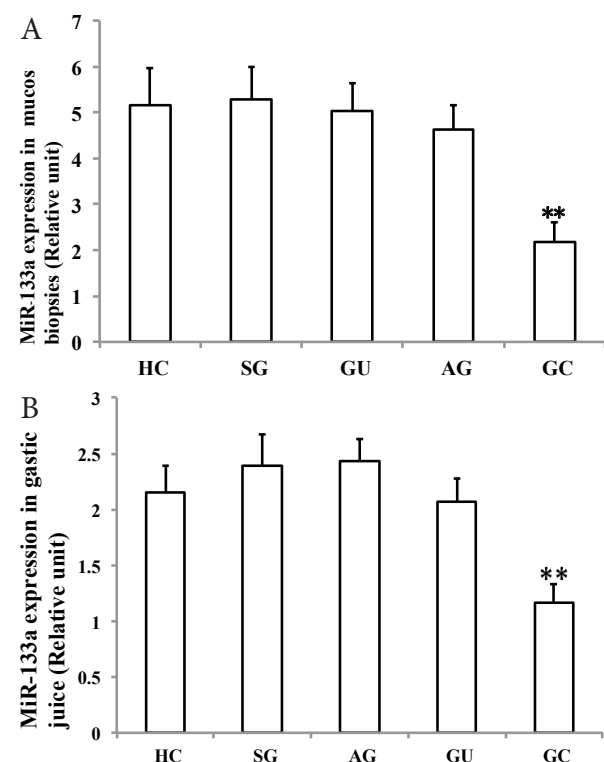 A
MiR-133a expression in mucos
biopsies (Relative unit)
7
6
5
4
3
2
1
0
**
HC SG GU AG GC
B
MiR-133a expression in gastic
juice (Relative unit)
3
2.5
2
1.5
1
0.5
0
**
HC SG AG GU GC